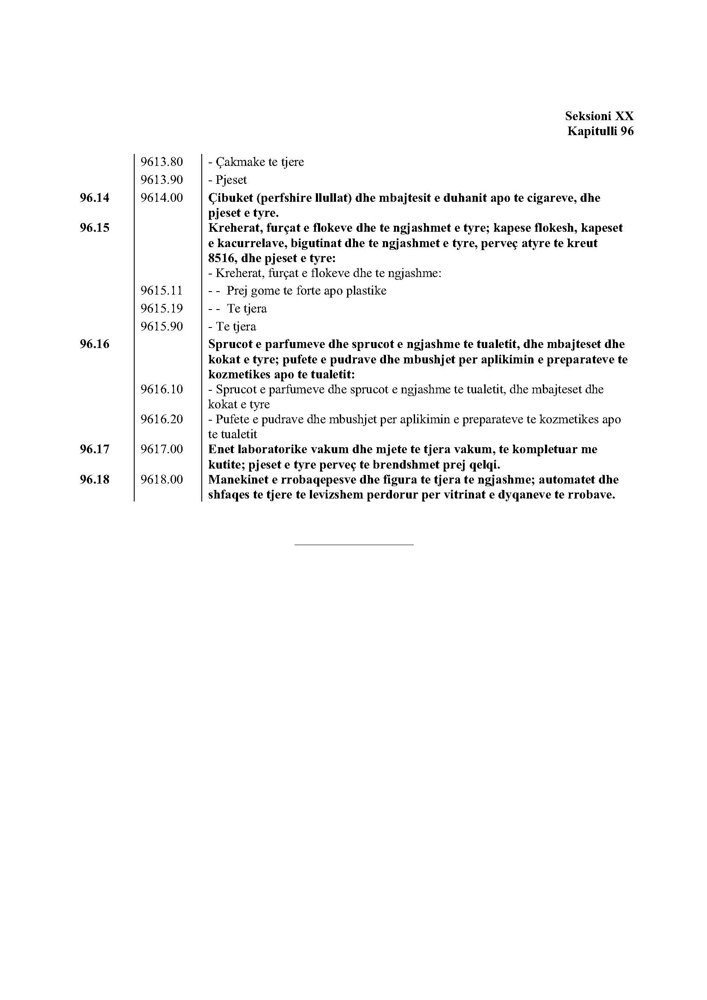 Seksioni XX
Kapitulli 96
9613.80 - Çakmake te tjere
9613.90 - Pjeset
96.14 9614.00 Çibuket (perfshire llullat) dhe mbajtesit e duhanit apo te cigareve, dhe
pjeset e tyre.
96.15 Kreherat, furçat e flokeve dhe te ngjashmet e tyre; kapese flokesh, kapeset
e kacurrelave, bigutinat dhe te ngjashmet e tyre, perveç atyre te kreut
8516, dhe pjeset e tyre:
- Kreherat, furçat e flokeve dhe te ngjashme:
9615.11 - - Prej gome te forte apo plastike
9615.19 - - Te tjera
9615.90 - Te tjera
96.16 Sprucot e parfumeve dhe sprucot e ngjashme te tualetit, dhe mbajteset dhe
kokat e tyre; pufete e pudrave dhe mbushjet per aplikimin e preparateve te
kozmetikes apo te tualetit:
9616.10 - Sprucot e parfumeve dhe sprucot e ngjashme te tualetit, dhe mbajteset dhe
kokat e tyre
9616.20 - Pufete e pudrave dhe mbushjet per aplikimin e preparateve te kozmetikes apo
te tualetit
96.17 9617.00 Enet laboratorike vakum dhe mjete te tjera vakum, te kompletuar me
kutite; pjeset e tyre perveç te brendshmet prej qelqi.
96.18 9618.00 Manekinet e rrobaqepesve dhe figura te tjera te ngjashme; automatet dhe
shfaqes te tjere te levizshem perdorur per vitrinat e dyqaneve te rrobave.